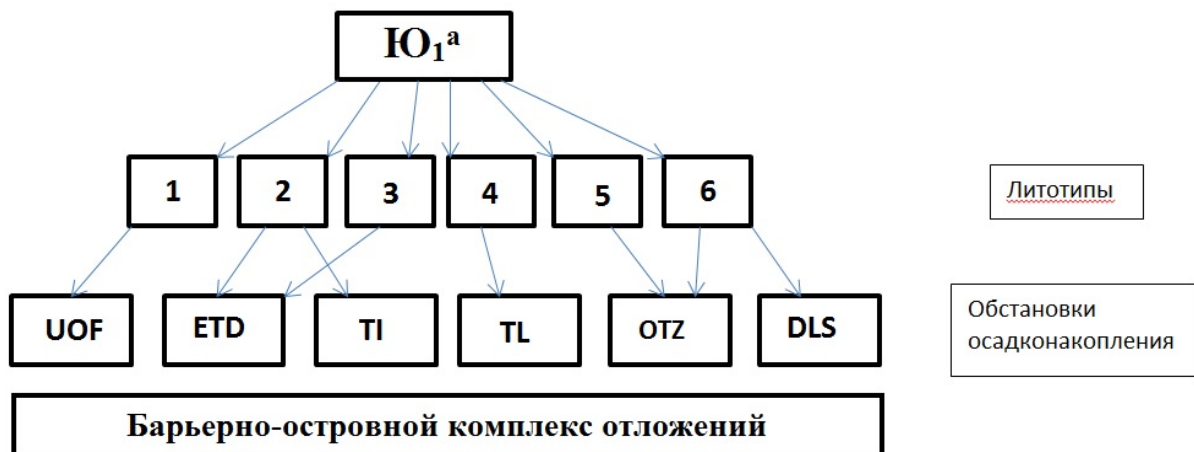 Ю₁ᵃ
1 2 3 4 5 6
Литотипы
UOF ETD TI TL OTZ DLS
Обстановки
осадконакопления
Барьерно-островной комплекс отложений